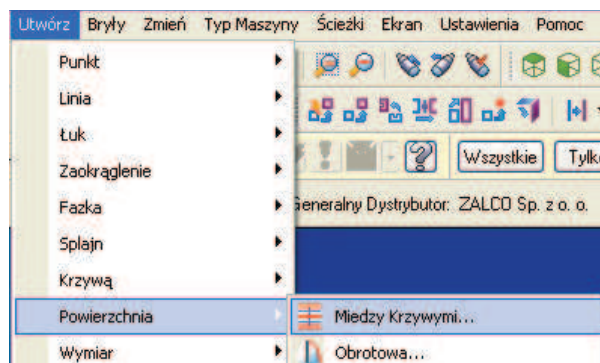 Utwórz Bryły Zmień Typ Maszyny Ścieżki Ekran Ustawienia Pomoc
Punkt
Linia
Łuk
Zaokrąglenie
Wszystkie Tylko
Fazka
Generalny Dystrybutor: ZALCO Sp. z o. o.
Splajn
Krzywą
Powierzchnia
Miedzy Krzywymi...
Wymiar
Obrotowa...